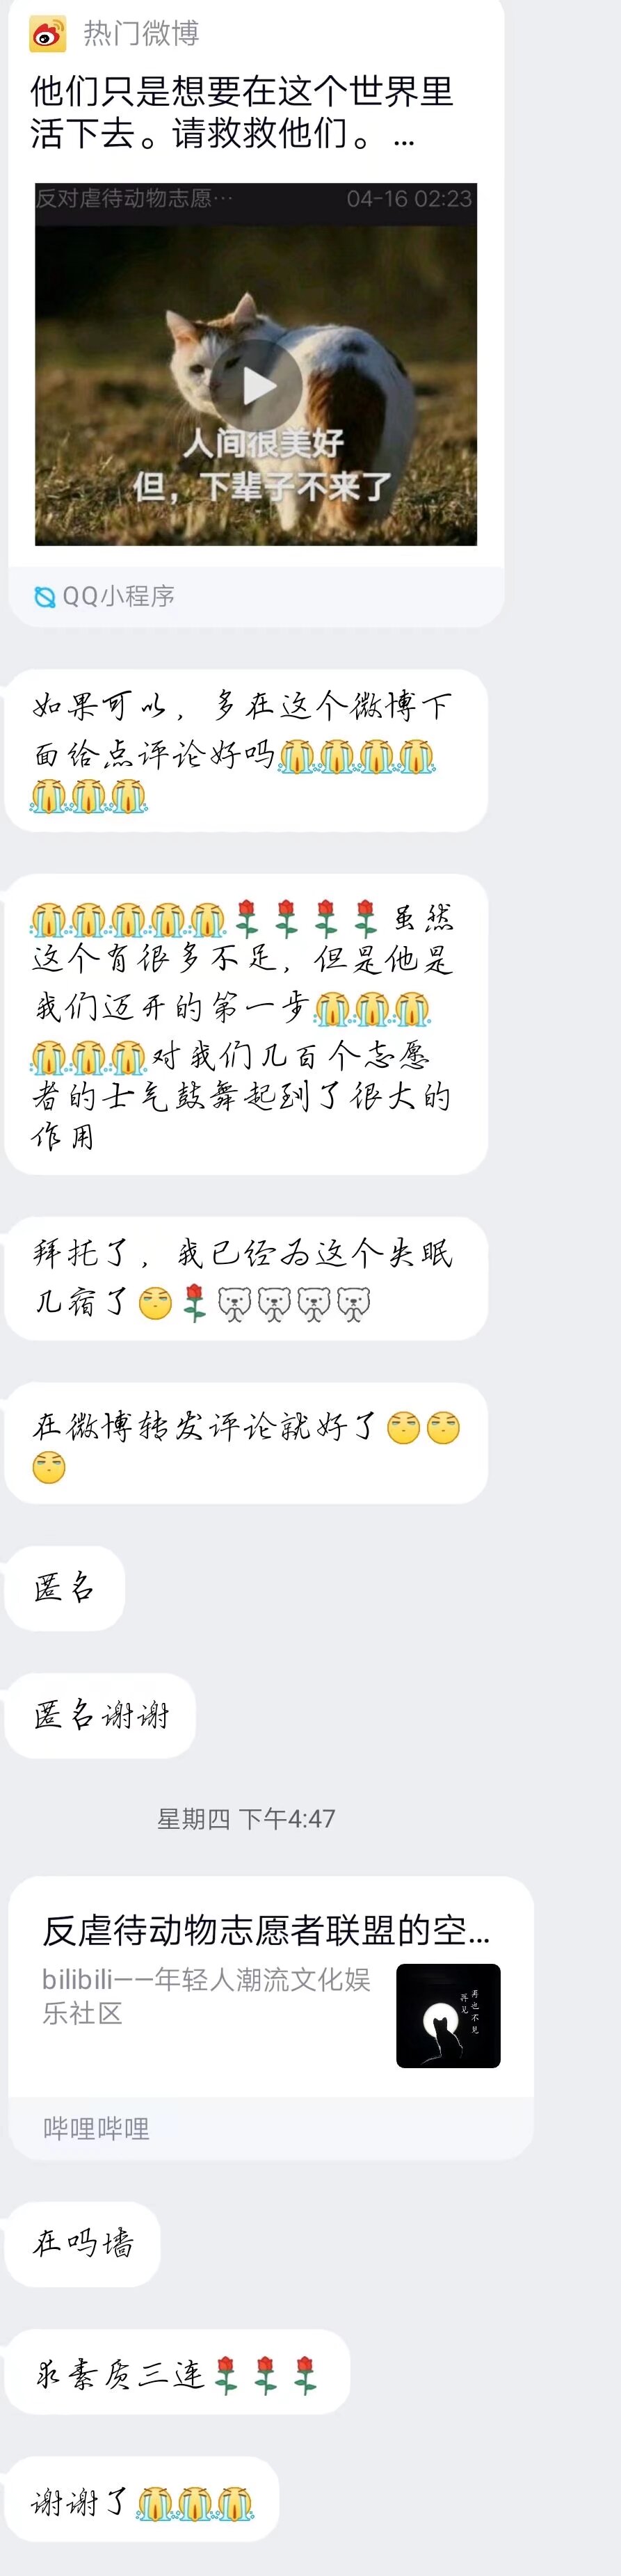 热门微博
他们只是想要在这个世界里
活下去。请救救他们。 ...
反对虐待动物志愿…
04-16 02:23
人间很美好
但，下辈子不来了
QQ小程序
如果可以，多在这个微博下
面给点评论好吗😭😭😭😭
😭😭😭
😭😭😭😭😭🌹🌹🌹🌹虽然
这个有很多不足，但是他是
我们迈开的第一步😭😭😭
😭😭😭对我们几百个志愿
者的士气鼓舞起到了很大的
作用
拜托了，我已经为这个失眠
几宿了
在微博转发评论就好了
匿名
匿名谢谢
星期四 下午4:47
反虐待动物志愿者联盟的空...
bilibili——年轻人潮流文化娱
乐社区
再也不见
再见
哔哩哔哩
在吗墙
求素质三连🌹🌹🌹
谢谢了😭😭😭